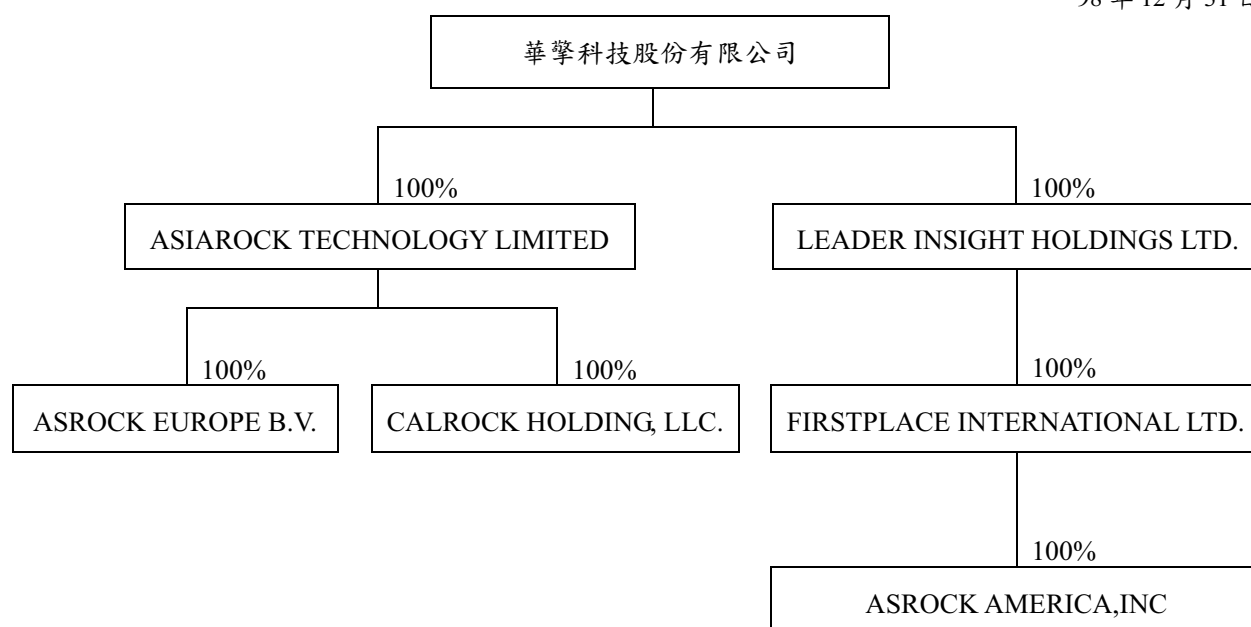 98 年 12 月 31 日
華擎科技股份有限公司
100%
100%
ASIAROCK TECHNOLOGY LIMITED
LEADER INSIGHT HOLDINGS LTD.
100%
100%
100%
ASROCK EUROPE B.V.
CALROCK HOLDING, LLC.
FIRSTPLACE INTERNATIONAL LTD.
100%
ASROCK AMERICA,INC